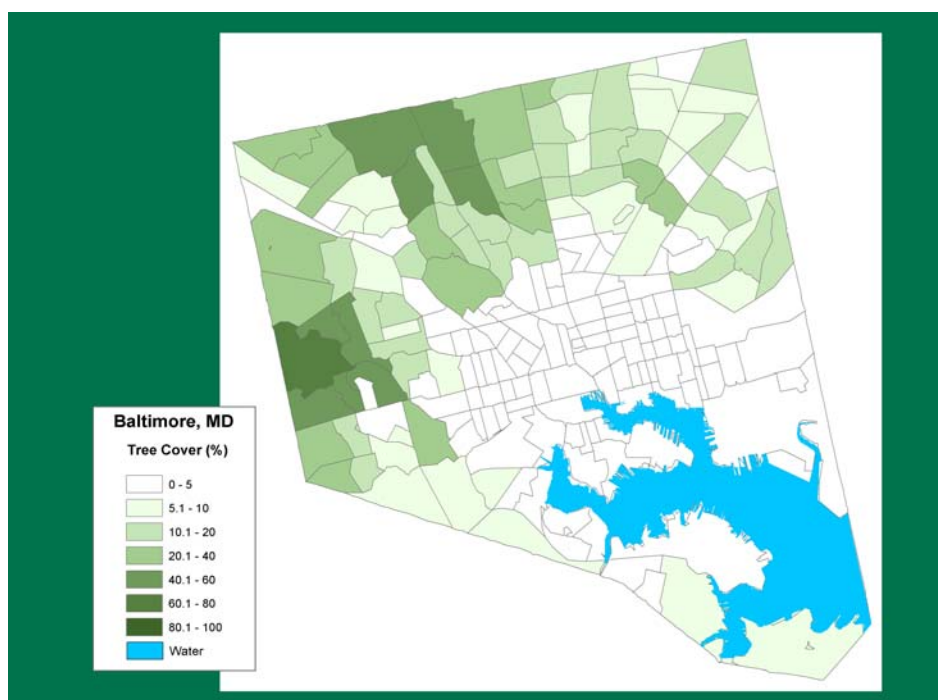 Baltimore, MD
Tree Cover (%)
0 - 5
5.1 - 10
10.1 - 20
20.1 - 40
40.1 - 60
60.1 - 80
80.1 - 100
Water